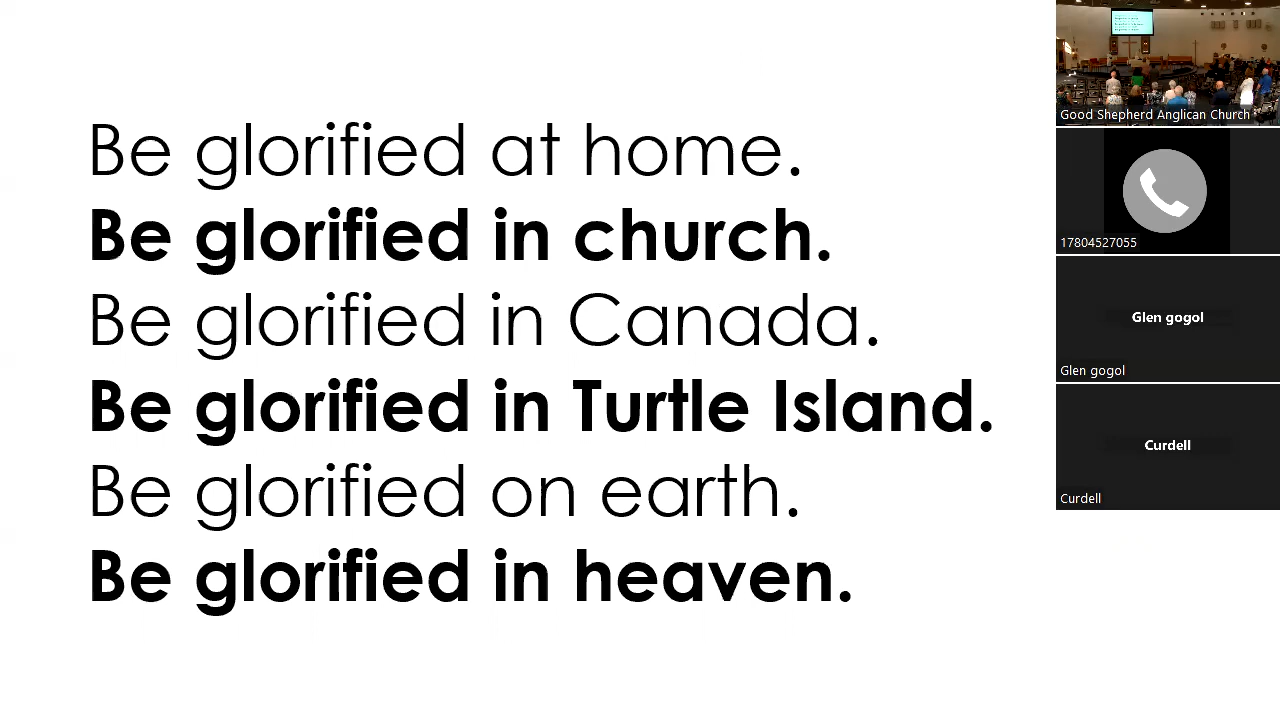 Be glorified at home.
Be glorified in church.
Be glorified in Canada.
Be glorified in Turtle Island.
Be glorified on earth.
Be glorified in heaven.
Good Shepherd Anglican Church
17804527055
Glen gogol
Glen gogol
Curdell
Curdell